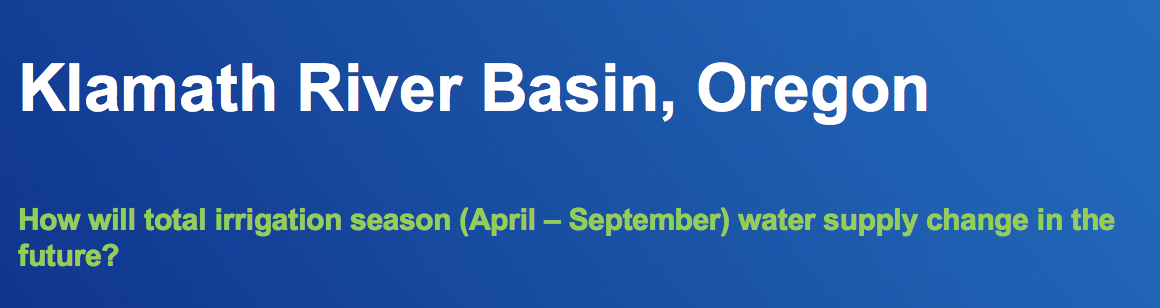 Klamath River Basin, Oregon
How will total irrigation season (April – September) water supply change in the
future?